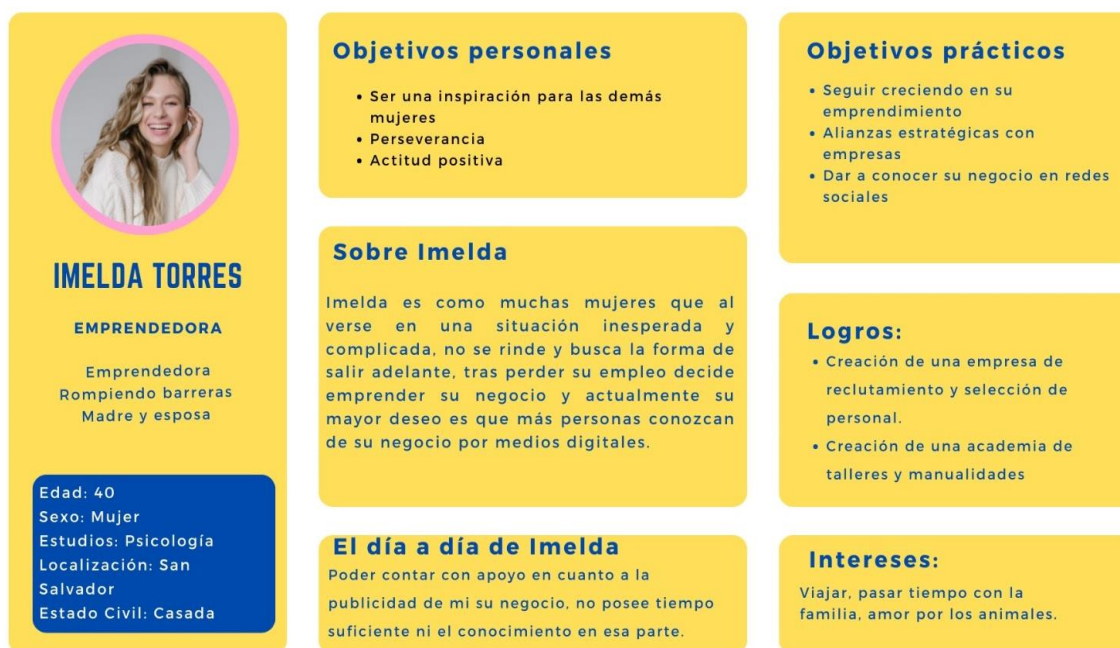 IMELDA TORRES
EMPRENDEDORA
Emprendedora
Rompiendo barreras
Madre y esposa
Edad: 40
Sexo: Mujer
Estudios: Psicología
Localización: San
Salvador
Estado Civil: Casada
Objetivos personales
• Ser una inspiración para las demás
mujeres
• Perseverancia
• Actitud positiva
Sobre Imelda
Imelda es como muchas mujeres que al
verse en una situación inesperada y
complicada, no se rinde y busca la forma de
salir adelante, tras perder su empleo decide
emprender su negocio y actualmente su
mayor deseo es que más personas conozcan
de su negocio por medios digitales.
El día a día de Imelda
Poder contar con apoyo en cuanto a la
publicidad de mi su negocio, no posee tiempo
suficiente ni el conocimiento en esa parte.
Objetivos prácticos
• Seguir creciendo en su
emprendimiento
• Alianzas estratégicas con
empresas
• Dar a conocer su negocio en redes
sociales
Logros:
• Creación de una empresa de
reclutamiento y selección de
personal.
• Creación de una academia de
talleres y manualidades
Intereses:
Viajar, pasar tiempo con la
familia, amor por los animales.